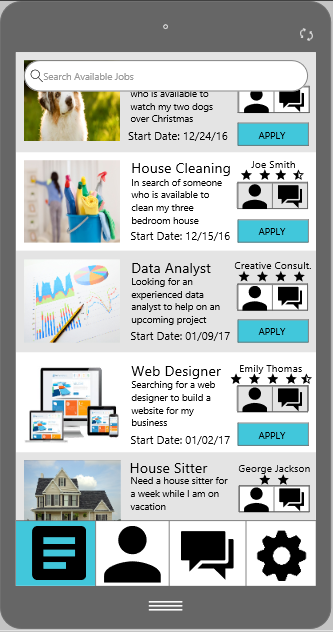 Search Available Jobs
who is available to
watch my two dogs
over Christmas
Start Date: 12/24/16
APPLY
House Cleaning
Joe Smith
In search of someone
who is available to
clean my three
bedroom house
Start Date: 12/15/16
APPLY
Data Analyst
Creative Consult.
Looking for an
experienced data
analyst to help on an
upcoming project
Start Date: 01/09/17
APPLY
Web Designer
Emily Thomas
Searching for a web
designer to build a
website for my
business
Start Date: 01/02/17
APPLY
House Sitter
George Jackson
Need a house sitter for
a week while I am on
vacation